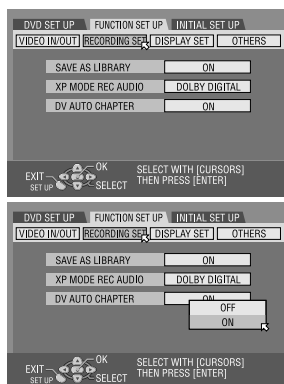 DVD SET UP FUNCTION SET UP INITIAL SET UP
VIDEO IN/OUT RECORDING SET DISPLAY SET OTHERS
SAVE AS LIBRARY ON
XP MODE REC AUDIO DOLBY DIGITAL
DV AUTO CHAPTER ON
OK
EXIT
SET UP
SELECT
SELECT WITH [CURSORS]
THEN PRESS [ENTER]
DVD SET UP FUNCTION SET UP INITIAL SET UP
VIDEO IN/OUT RECORDING SET DISPLAY SET OTHERS
SAVE AS LIBRARY ON
XP MODE REC AUDIO DOLBY DIGITAL
DV AUTO CHAPTER ON
OFF
ON
OK
EXIT
SET UP
SELECT
SELECT WITH [CURSORS]
THEN PRESS [ENTER]